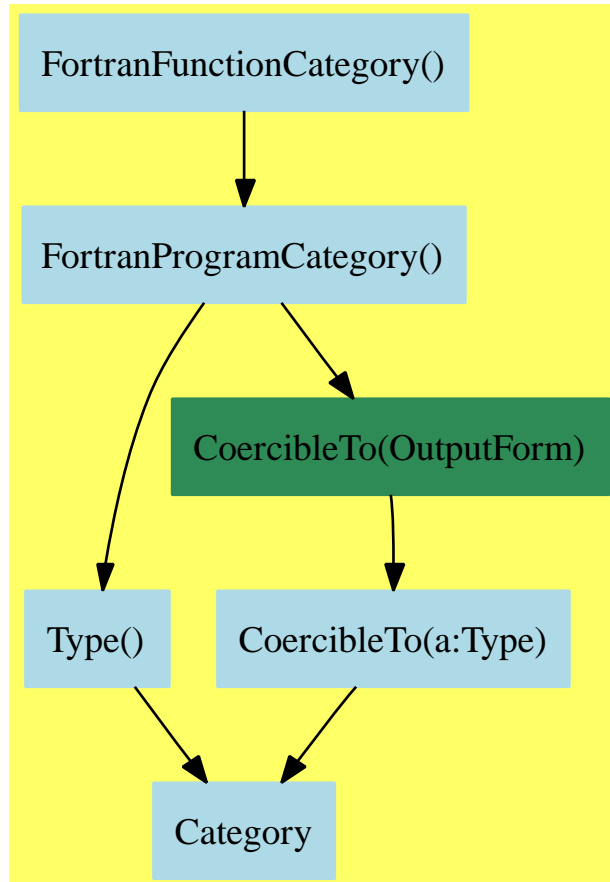 FortranFunctionCategory()
FortranProgramCategory()
CoercibleTo(OutputForm)
Type()
CoercibleTo(a:Type)
Category